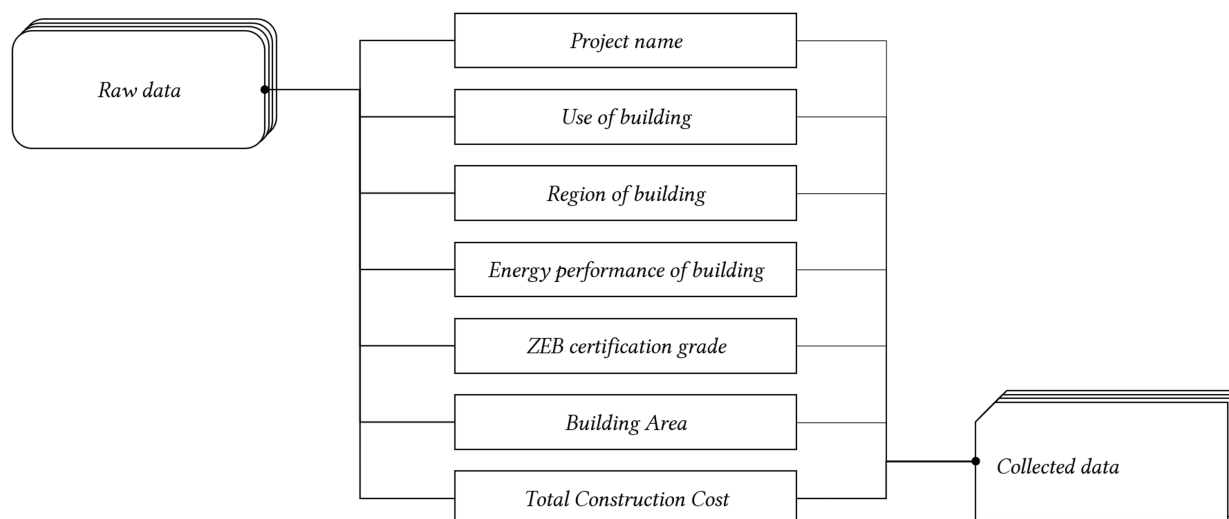 Raw data
Project name
Use of building
Region of building
Energy performance of building
ZEB certification grade
Building Area
Total Construction Cost
Collected data